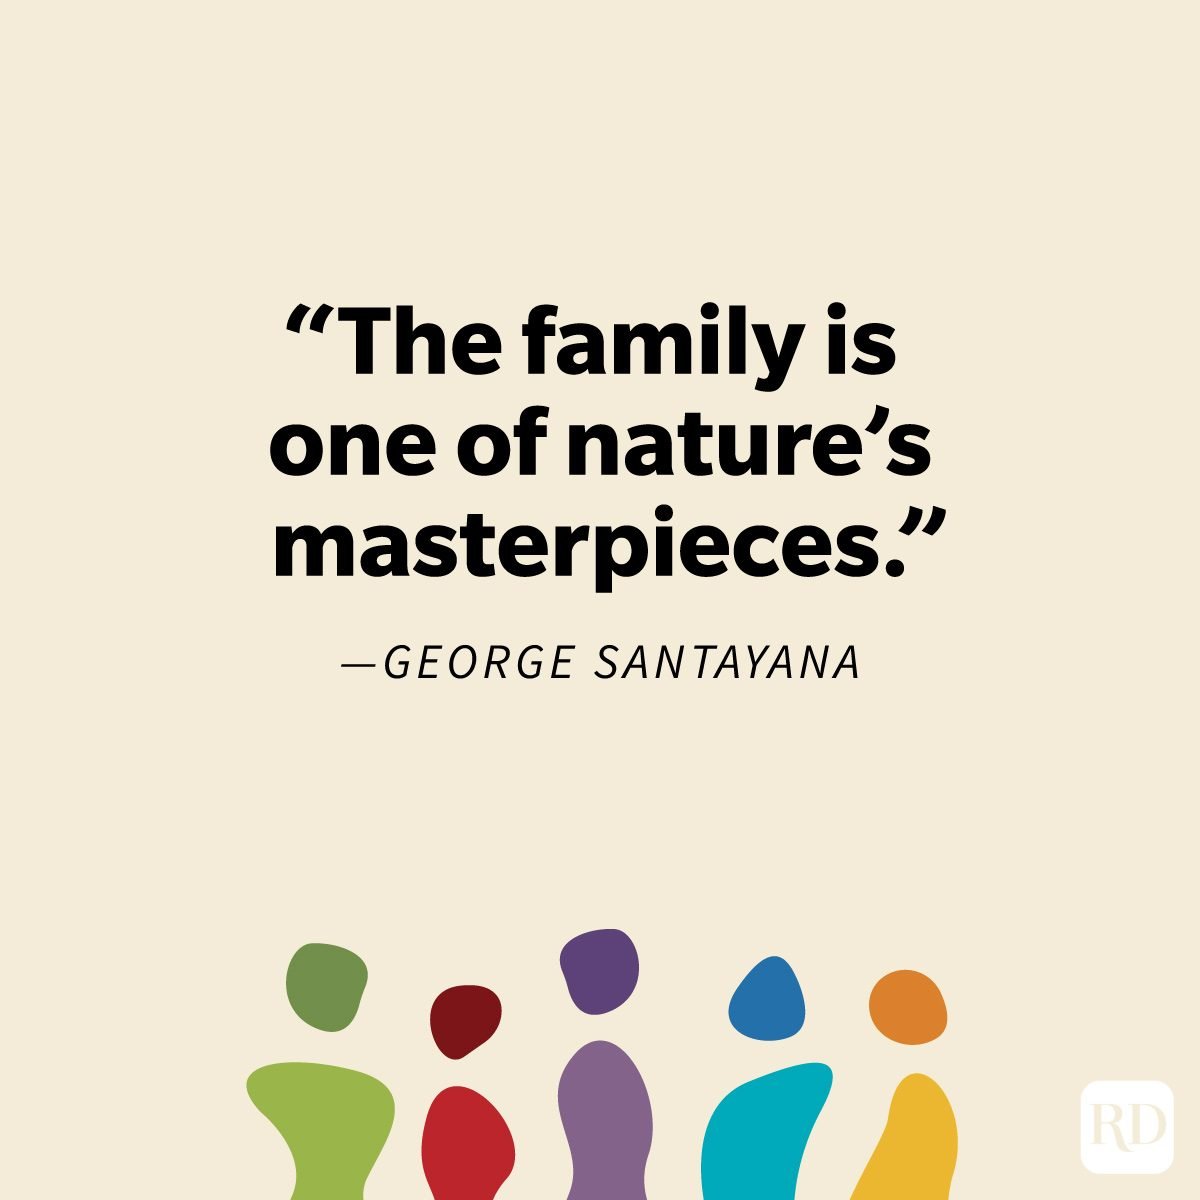 “The family is
one of nature’s
masterpieces.”
—GEORGE SANTAYANA
RD